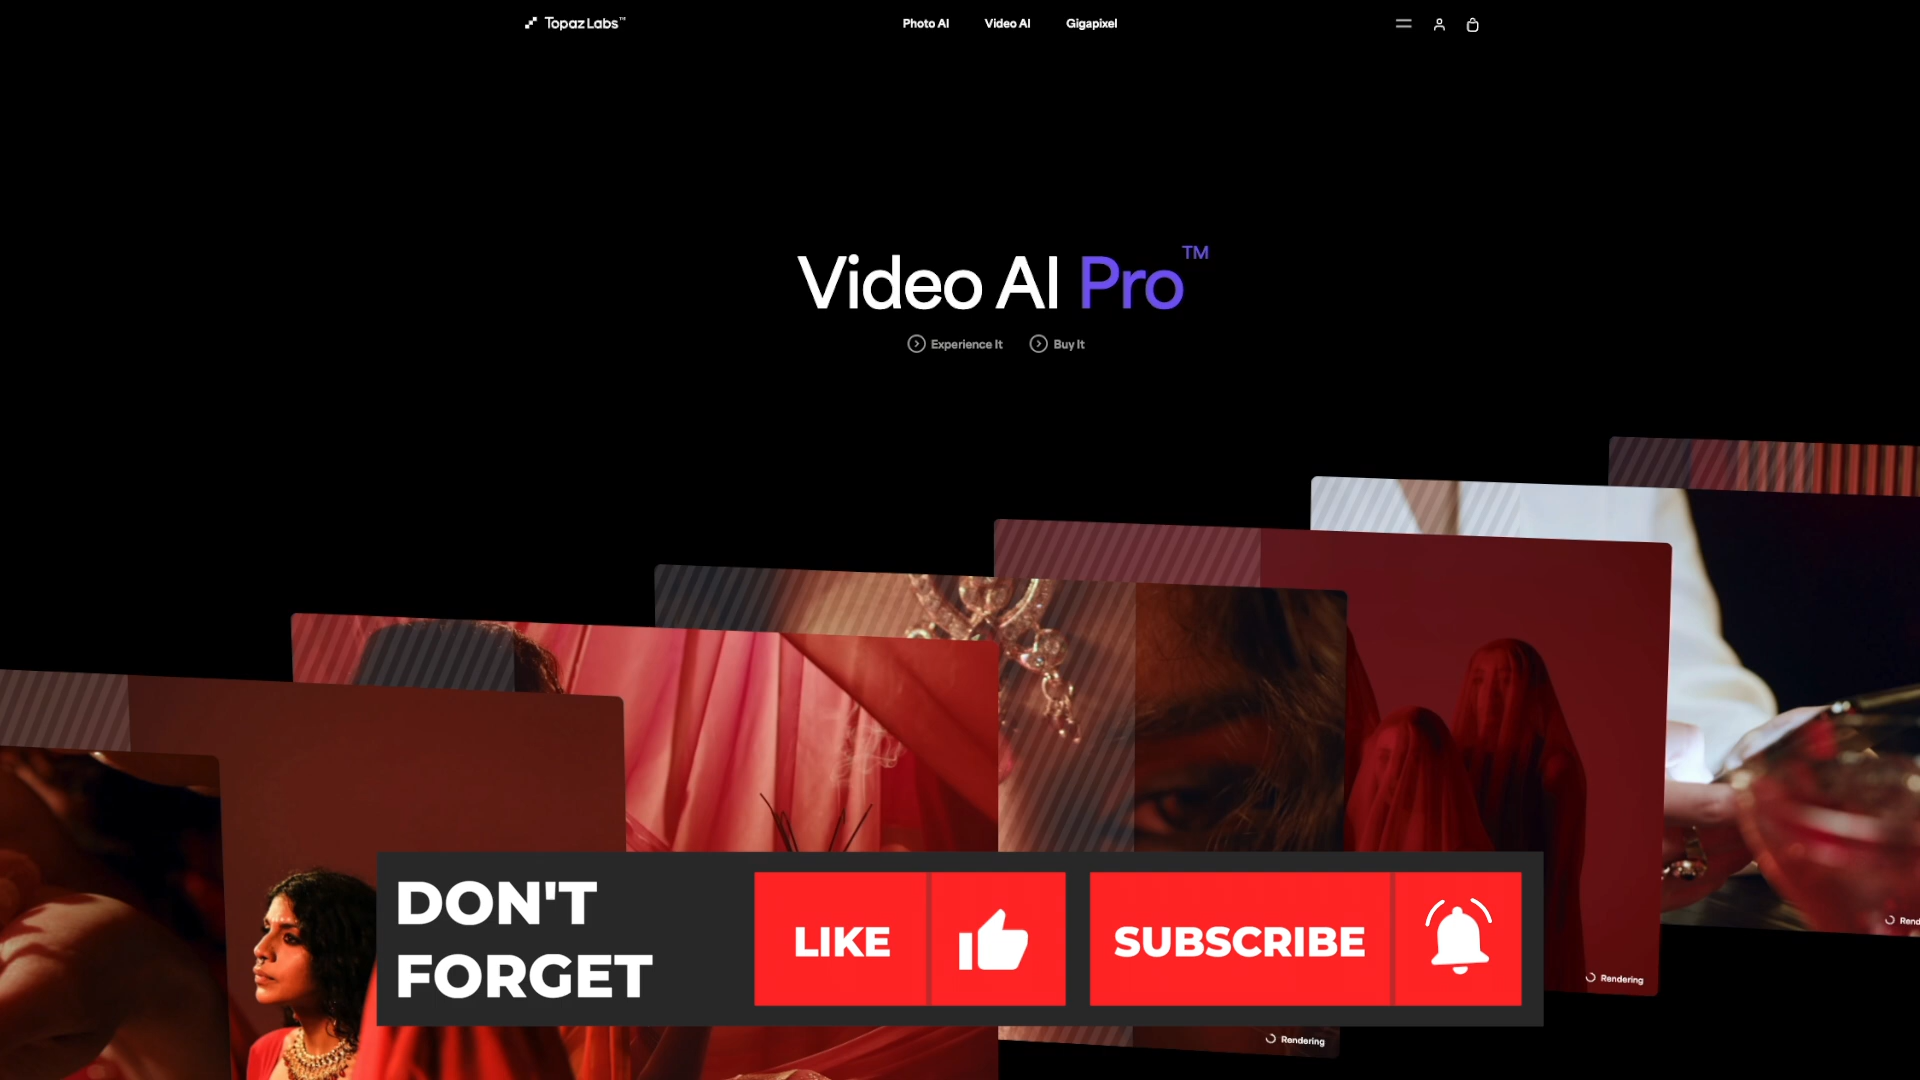 Topaz Labs™
Photo AI
Video AI
Gigapixel
Video AI Pro™
Experience It
Buy It
DON'T
FORGET
LIKE
SUBSCRIBE
Rendering
Rendering